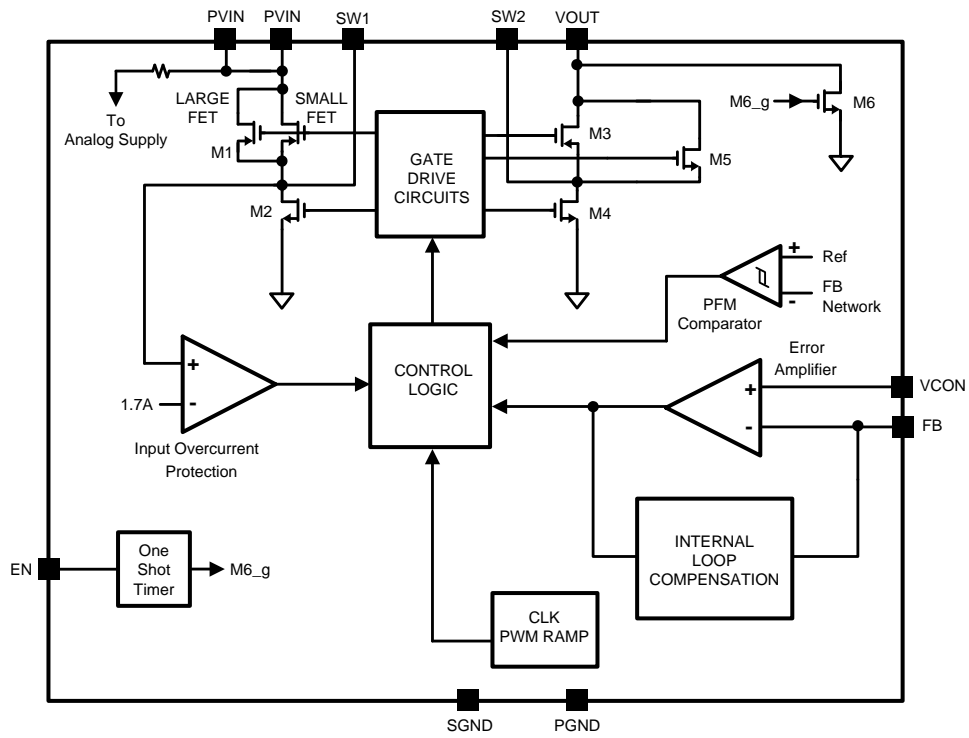 PVIN
PVIN
SW1
SW2
VOUT
To
Analog Supply
LARGE
FET
SMALL
FET
M1
M2
GATE
DRIVE
CIRCUITS
M3
M4
M5
M6_g
M6
+
Ref
-
FB
Network
PFM
Comparator
CONTROL
LOGIC
+
1.7A
-
Input Overcurrent
Protection
Error
Amplifier
+
-
VCON
FB
INTERNAL
LOOP
COMPENSATION
EN
One
Shot
Timer
M6_g
CLK
PWM RAMP
SGND
PGND